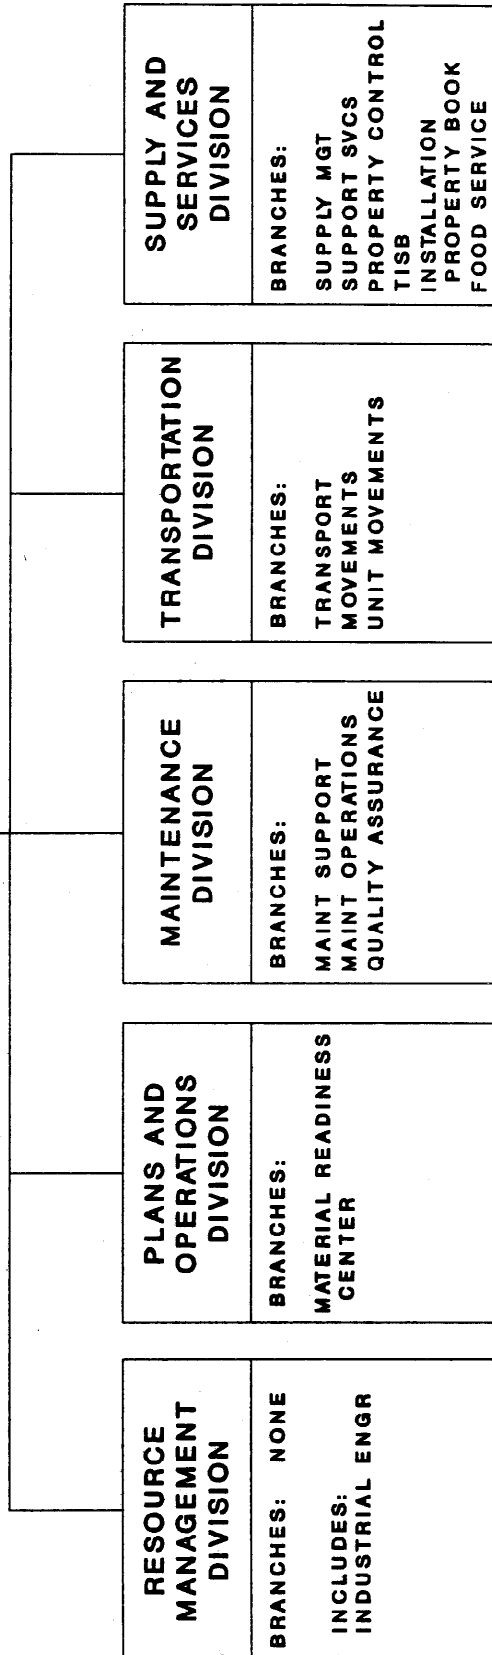 RESOURCE
MANAGEMENT
DIVISION
BRANCHES: NONE
INCLUDES:
INDUSTRIAL ENGR
PLANS AND
OPERATIONS
DIVISION
BRANCHES:
MATERIAL READINESS
CENTER
MAINTENANCE
DIVISION
BRANCHES:
MAINT SUPPORT
MAINT OPERATIONS
QUALITY ASSURANCE
TRANSPORTATION
DIVISION
BRANCHES:
TRANSPORT
MOVEMENTS
UNIT MOVEMENTS
SUPPLY AND
SERVICES
DIVISION
BRANCHES:
SUPPLY MGT
SUPPORT SVCS
PROPERTY CONTROL
TISB
INSTALLATION
PROPERTY BOOK
FOOD SERVICE